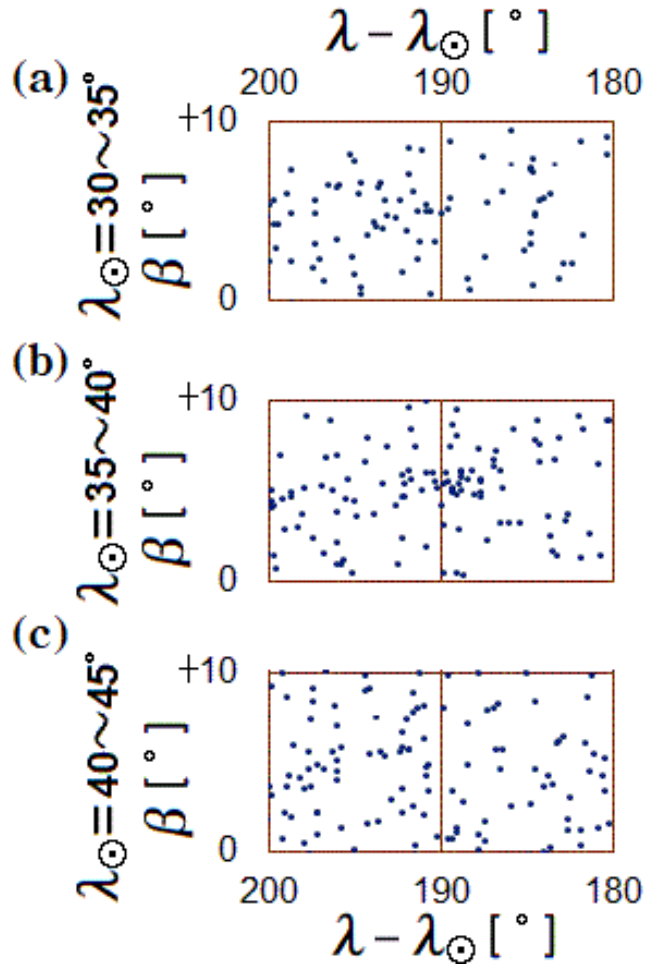 λ − λ☉ [°]
(a)
200 190 180
λ☉=30~35°
β [°]
+10
0
(b)
λ☉=35~40°
β [°]
+10
0
(c)
λ☉=40~45°
β [°]
+10
0
200 190 180
λ − λ☉ [°]